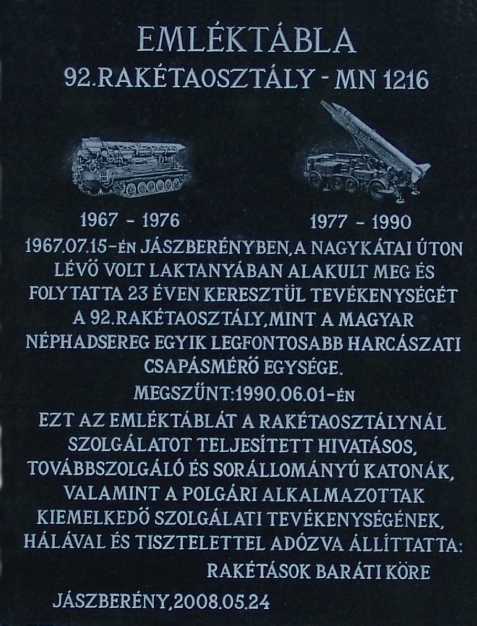 EMLÉKTÁBLA
92.RAKÉTAOSZTÁLY - MN 1216
1967 - 1976
1977 - 1990
1967.07.15-ÉN JÁSZBERÉNYBEN,A NAGYKÁTAI ÚTON
LÉVŐ VOLT LAKTANYÁBAN ALAKULT MEG ÉS
FOLYTATTA 23 ÉVEN KERESZTÜL TEVÉKENYSÉGÉT
A 92.RAKÉTAOSZTÁLY,MINT A MAGYAR
NÉPHADSEREG EGYIK LEGFONTOSABB HARCÁSZATI
CSAPÁSMÉRŐ EGYSÉGE.
MEGSZŰNT:1990.06.01-ÉN
EZT AZ EMLÉKTÁBLÁT A RAKÉTAOSZTÁLYNÁL
SZOLGÁLATOT TELJESÍTETT HIVATÁSOS,
TOVÁBBSZOLGÁLÓ ÉS SORÁLLOMÁNYÚ KATONÁK,
VALAMINT A POLGÁRI ALKALMAZOTTAK
KIEMELKEDŐ SZOLGÁLATI TEVÉKENYSÉGÉNEK,
HÁLÁVAL ÉS TISZTELETTEL ADÓZVA ÁLLÍTTATTA:
RAKÉTÁSOK BARÁTI KÖRE
JÁSZBERÉNY,2008.05.24